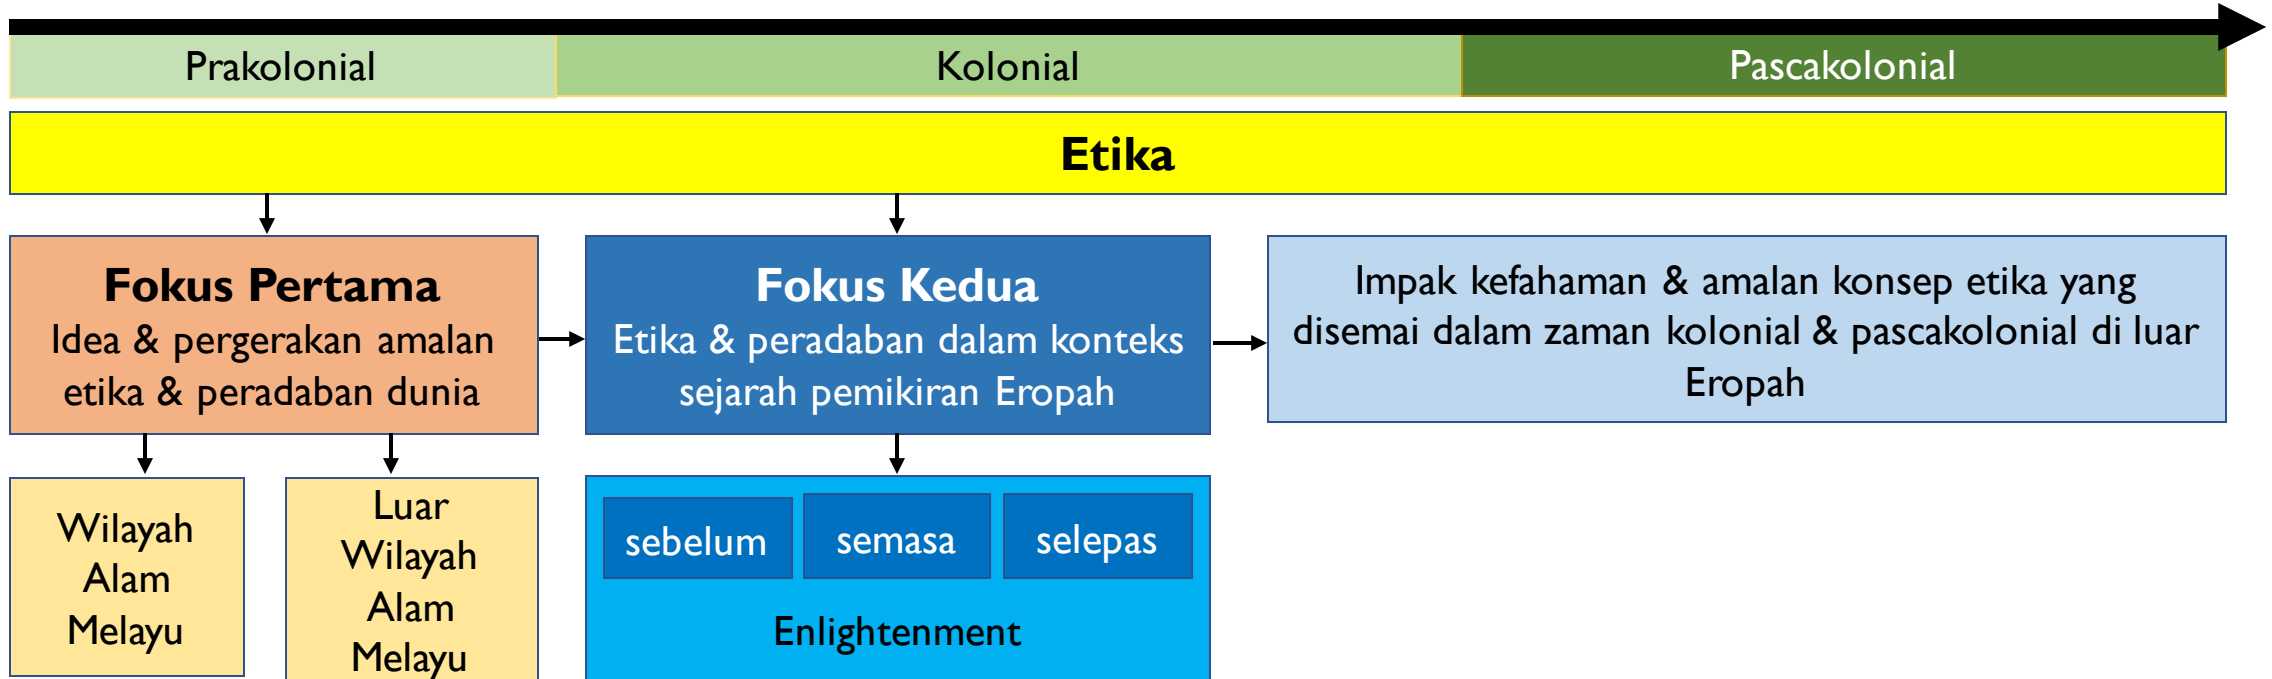 Prakolonial
Kolonial
Pascakolonial
Etika
Fokus Pertama
Idea & pergerakan amalan
etika & peradaban dunia
Fokus Kedua
Etika & peradaban dalam konteks
sejarah pemikiran Eropah
Impak kefahaman & amalan konsep etika yang
disemai dalam zaman kolonial & pascakolonial di luar
Eropah
Wilayah
Alam
Melayu
Luar
Wilayah
Alam
Melayu
sebelum
semasa
selepas
Enlightenment